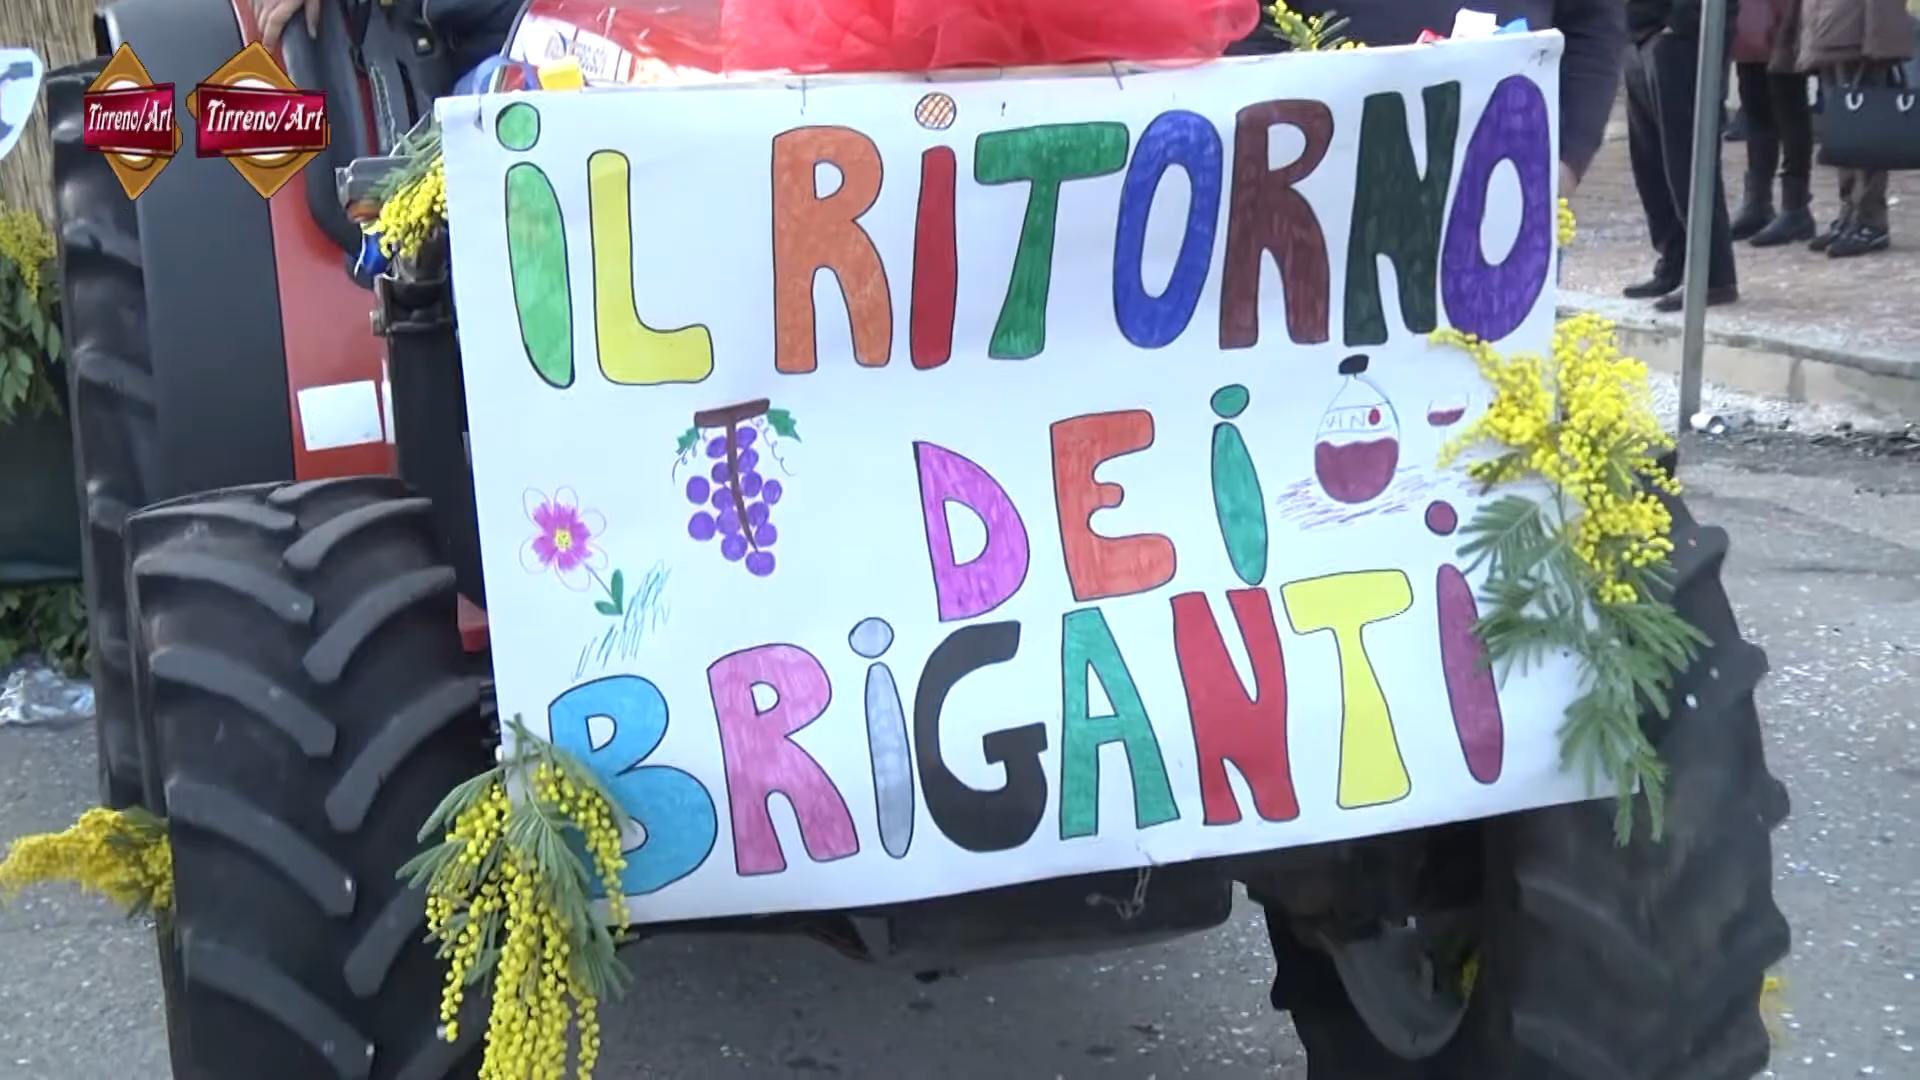 Tirreno/Art Tirreno/Art
iL RiTORNO
DEi
ViNO
BRiGANTi